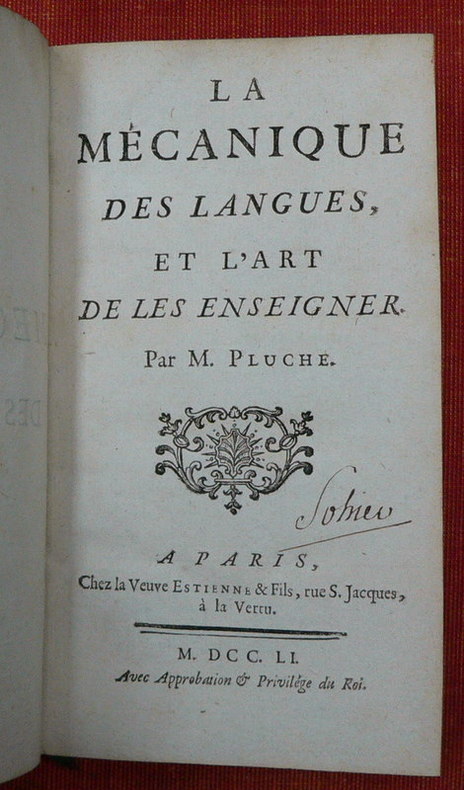 LA
MÉCANIQUE
DES LANGUES,
ET L'ART
DE LES ENSEIGNER.
Par M. PLUCHE.
A PARIS,
Chez la Veuve ESTIENNE & Fils, rue S. Jacques,
à la Vertu.
M. DCC. LI.
Avec Approbation & Privilége du Roi.